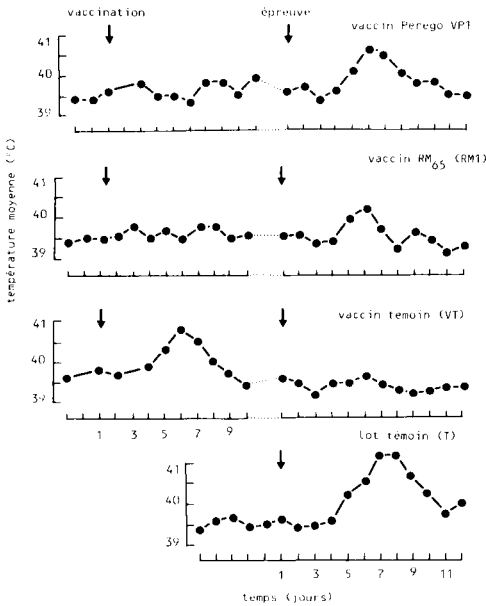 vaccination épreuve
vaccin Perego VP1
41
40
39
vaccin RM65 (RM1)
41
40
39
température moyenne (°C)
vaccin témoin (VT)
41
40
39
1 3 5 7 9
lot témoin (T)
41
40
39
1 3 5 7 9 11
temps (jours)